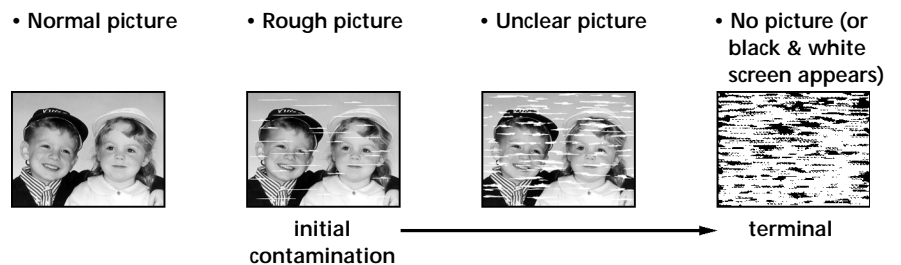 • Normal picture
• Rough picture
• Unclear picture
• No picture (or
black & white
screen appears)
initial
contamination
terminal